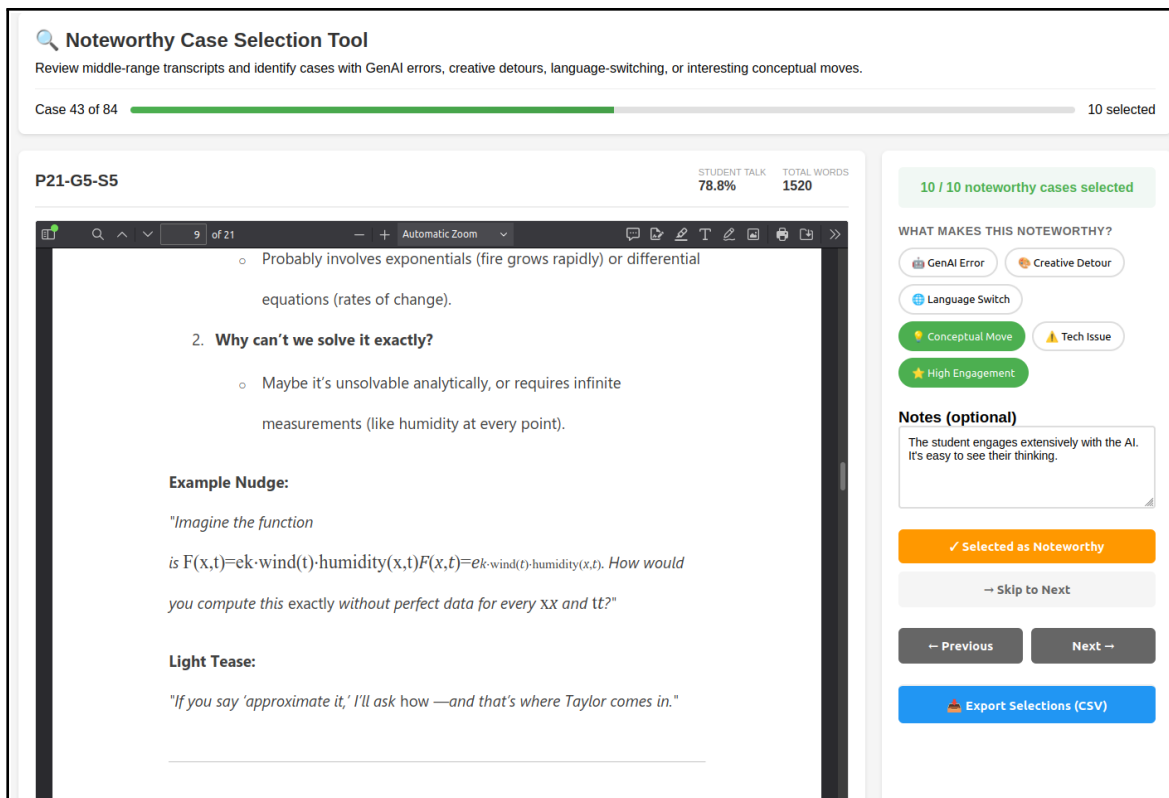 🔍 Noteworthy Case Selection Tool
Review middle-range transcripts and identify cases with GenAI errors, creative detours, language-switching, or interesting conceptual moves.
Case 43 of 84
10 selected
P21-G5-S5
STUDENT TALK
78.8%
TOTAL WORDS
1520
9 of 21
Automatic Zoom
○ Probably involves exponentials (fire grows rapidly) or differential
equations (rates of change).
2. Why can't we solve it exactly?
○ Maybe it's unsolvable analytically, or requires infinite
measurements (like humidity at every point).
Example Nudge:
"Imagine the function
is F(x,t)=ek·wind(t)·humidity(x,t)F(x,t)=ek·wind(t)·humidity(x,t). How would
you compute this exactly without perfect data for every xx and tt?"
Light Tease:
"If you say 'approximate it,' I'll ask how —and that's where Taylor comes in."
10 / 10 noteworthy cases selected
WHAT MAKES THIS NOTEWORTHY?
🤖 GenAI Error
🎨 Creative Detour
🌐 Language Switch
💡 Conceptual Move
⚠️ Tech Issue
⭐ High Engagement
Notes (optional)
The student engages extensively with the AI.
It's easy to see their thinking.
✓ Selected as Noteworthy
→ Skip to Next
← Previous
Next →
📤 Export Selections (CSV)